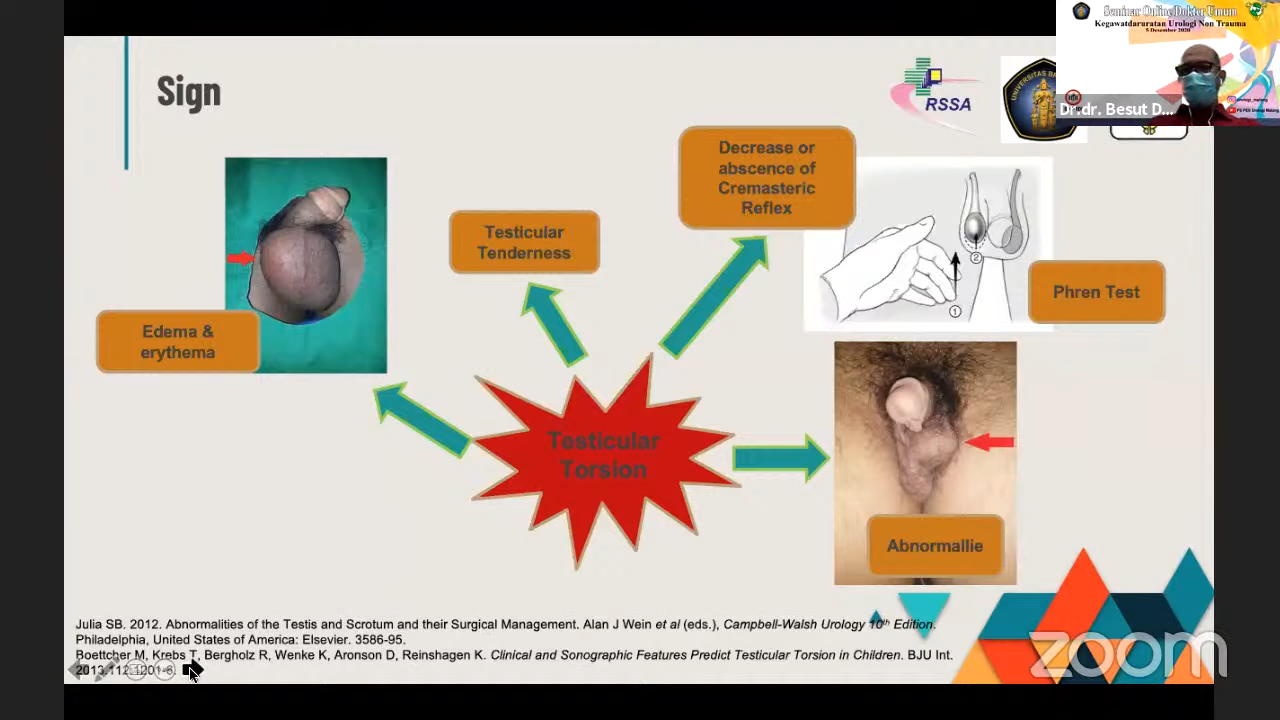 Sign
RSSA
Seminar Online Dokter Umum
Kegawatdaruratan Urologi Non Trauma
5 Desember 2020
Dr.dr. Besut D...
Decrease or
abscence of
Cremasteric
Reflex
Testicular
Tenderness
②
①
Phren Test
Edema &
erythema
Testicular
Torsion
Abnormallie
Julia SB. 2012. Abnormalities of the Testis and Scrotum and their Surgical Management. Alan J Wein et al (eds.), Campbell-Walsh Urology 10th Edition.
Philadelphia, United States of America: Elsevier. 3586-95.
Boettcher M, Krebs T, Bergholz R, Wenke K, Aronson D, Reinshagen K. Clinical and Sonographic Features Predict Testicular Torsion in Children. BJU Int.
2013;112:1201-6.
zoom